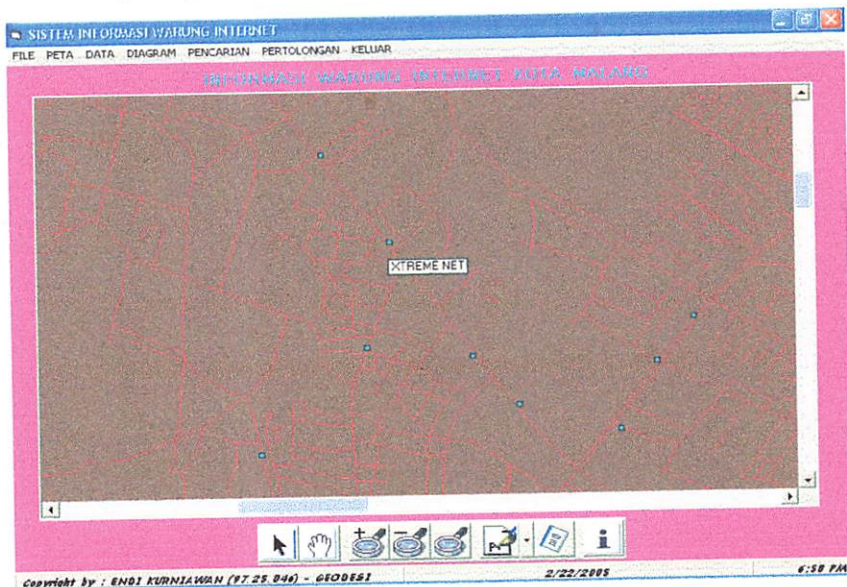 SISTEM INFORMASI WARUNG INTERNET
FILE PETA DATA DIAGRAM PENCARIAN PERTOLONGAN KELUAR
INFORMASI WARUNG INTERNET KOTA MALANG
XTREME NET
Copyright by : ENDI KURNIAWAN (97.25.046) - GEODESI
2/22/2005
6:50 PM